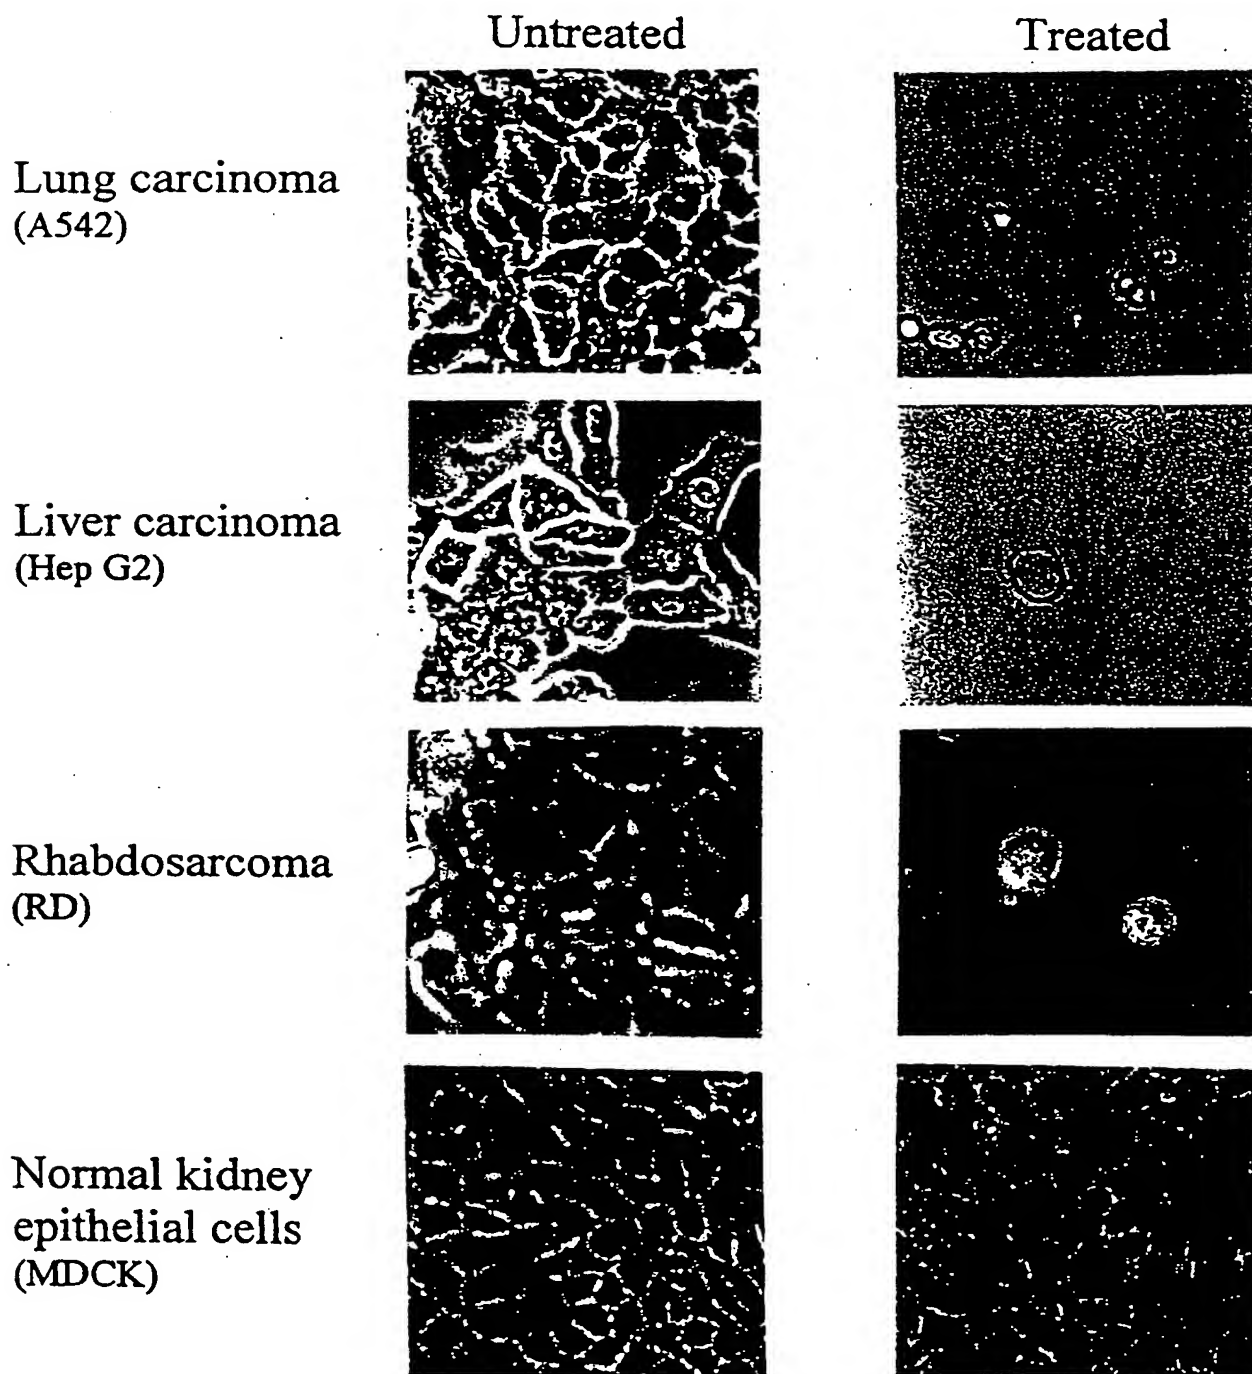 Untreated Treated
Lung carcinoma
(A542)
Liver carcinoma
(Hep G2)
Rhabdosarcoma
(RD)
Normal kidney
epithelial cells
(MDCK)